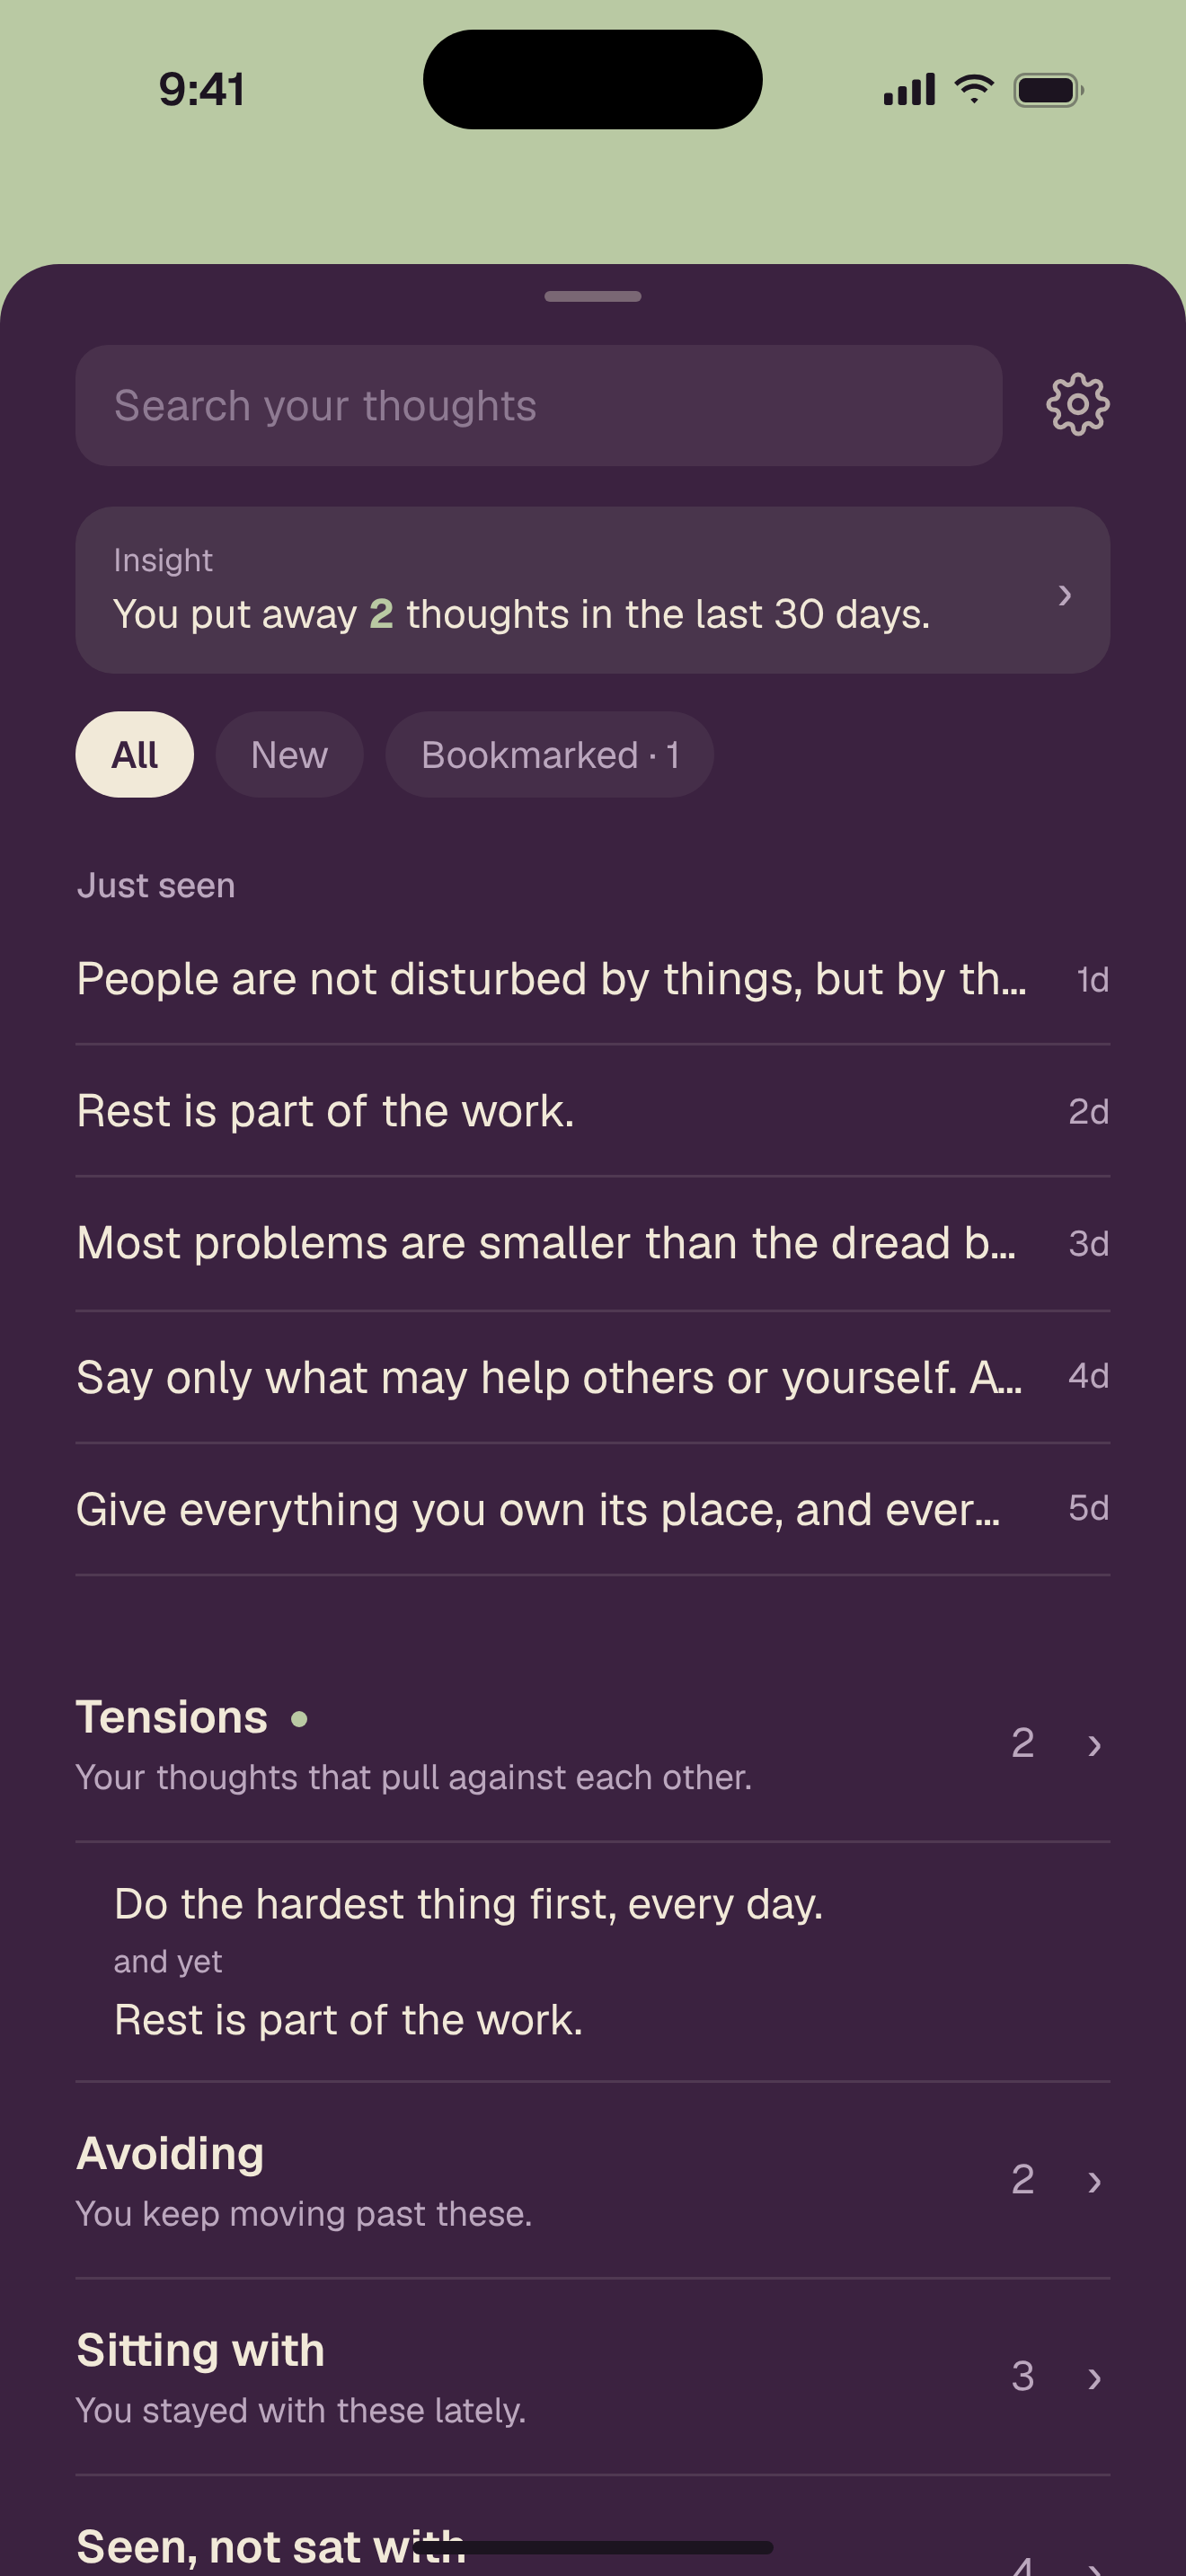 9:41
Search your thoughts
Insight
You put away 2 thoughts in the last 30 days.
›
All New Bookmarked · 1
Just seen
People are not disturbed by things, but by th... 1d
Rest is part of the work. 2d
Most problems are smaller than the dread b... 3d
Say only what may help others or yourself. A... 4d
Give everything you own its place, and ever... 5d
Tensions
2 ›
Your thoughts that pull against each other.
Do the hardest thing first, every day.
and yet
Rest is part of the work.
Avoiding
2 ›
You keep moving past these.
Sitting with
3 ›
You stayed with these lately.
Seen, not sat with
4 ›